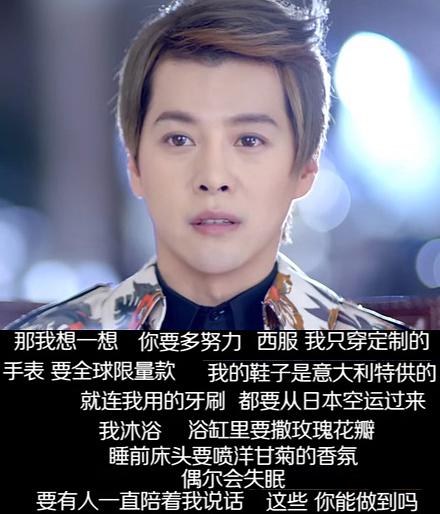 那我想一想 你要多努力 西服 我只穿定制的
手表 要全球限量款 我的鞋子是意大利特供的
就连我用的牙刷 都要从日本空运过来
我沐浴 浴缸里要撒玫瑰花瓣
睡前床头要喷洋甘菊的香氛
偶尔会失眠
要有人一直陪着我说话 这些 你能做到吗